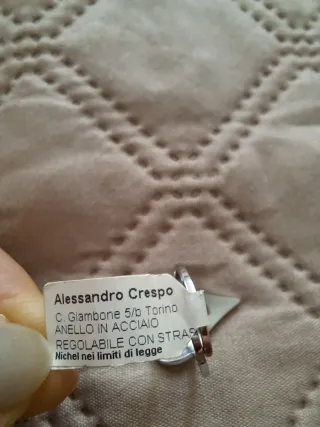 Alessandro Crespo
C. Giambone 5/b Torino
ANELLO IN ACCIAIO
REGOLABILE CON STRAS
Nichel nei limiti di legge